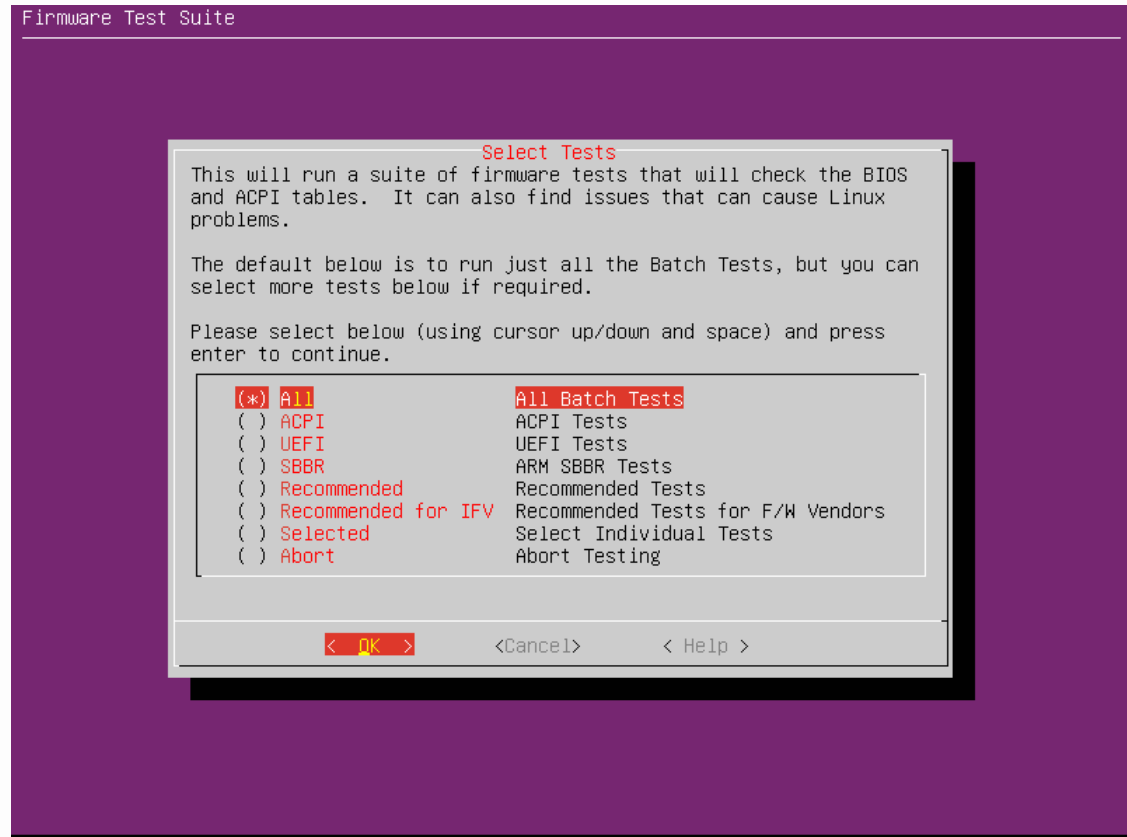 Firmware Test Suite
Select Tests
This will run a suite of firmware tests that will check the BIOS
and ACPI tables.  It can also find issues that can cause Linux
problems.
The default below is to run just all the Batch Tests, but you can
select more tests below if required.
Please select below (using cursor up/down and space) and press
enter to continue.
(*) All All Batch Tests
( ) ACPI ACPI Tests
( ) UEFI UEFI Tests
( ) SBBR ARM SBBR Tests
( ) Recommended Recommended Tests
( ) Recommended for IFV Recommended Tests for F/W Vendors
( ) Selected Select Individual Tests
( ) Abort Abort Testing
<  OK  > <Cancel> < Help >